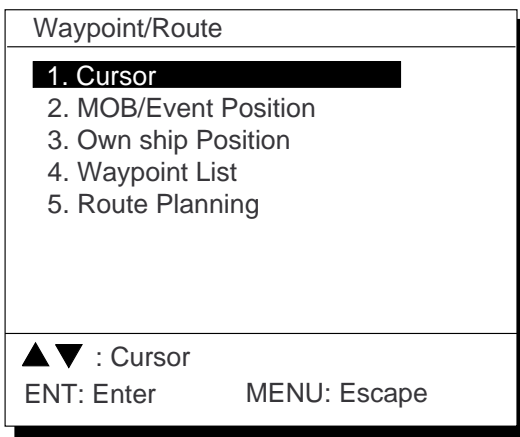 Waypoint/Route
1. Cursor
2. MOB/Event Position
3. Own ship Position
4. Waypoint List
5. Route Planning
▲▼ : Cursor
ENT: Enter MENU: Escape